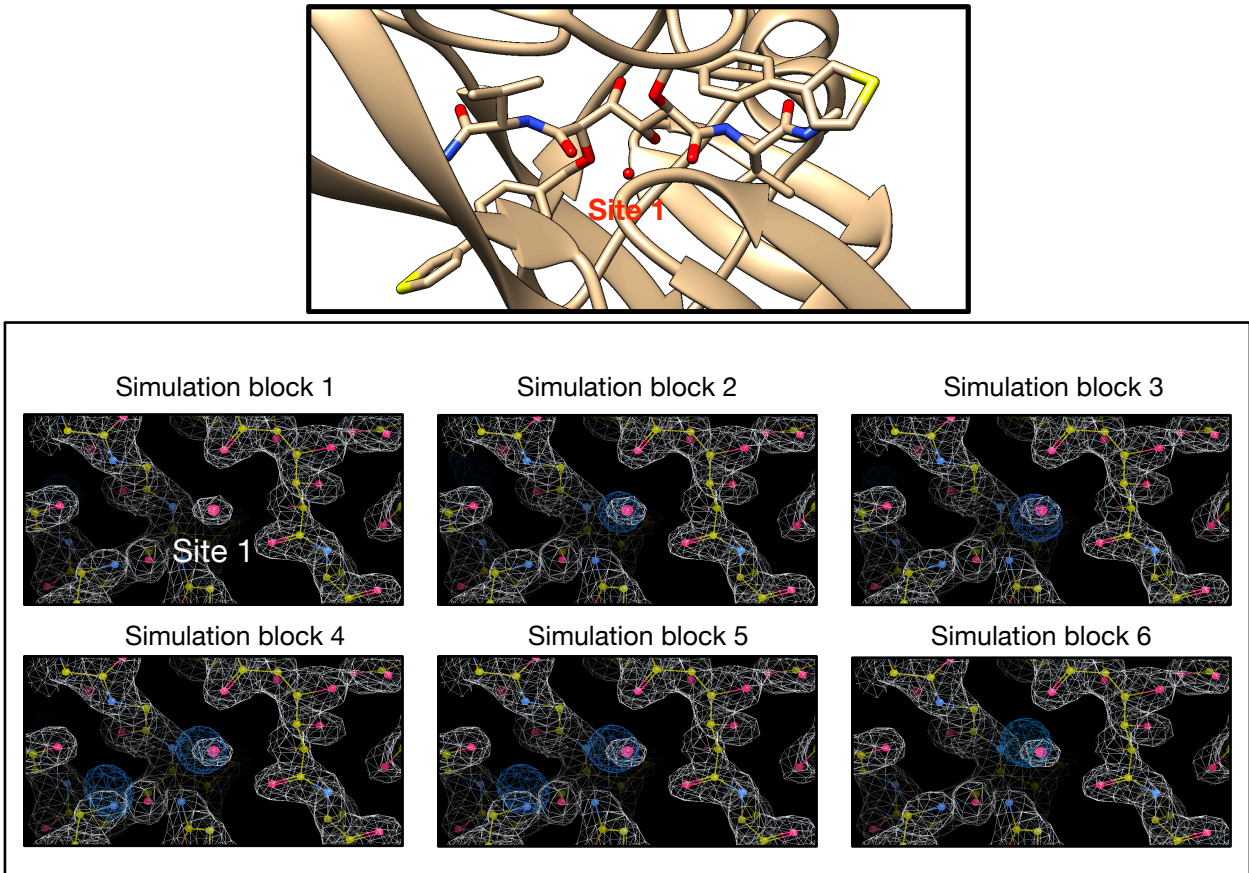 Site 1
Simulation block 1
Simulation block 2
Simulation block 3
Site 1
Simulation block 4
Simulation block 5
Simulation block 6